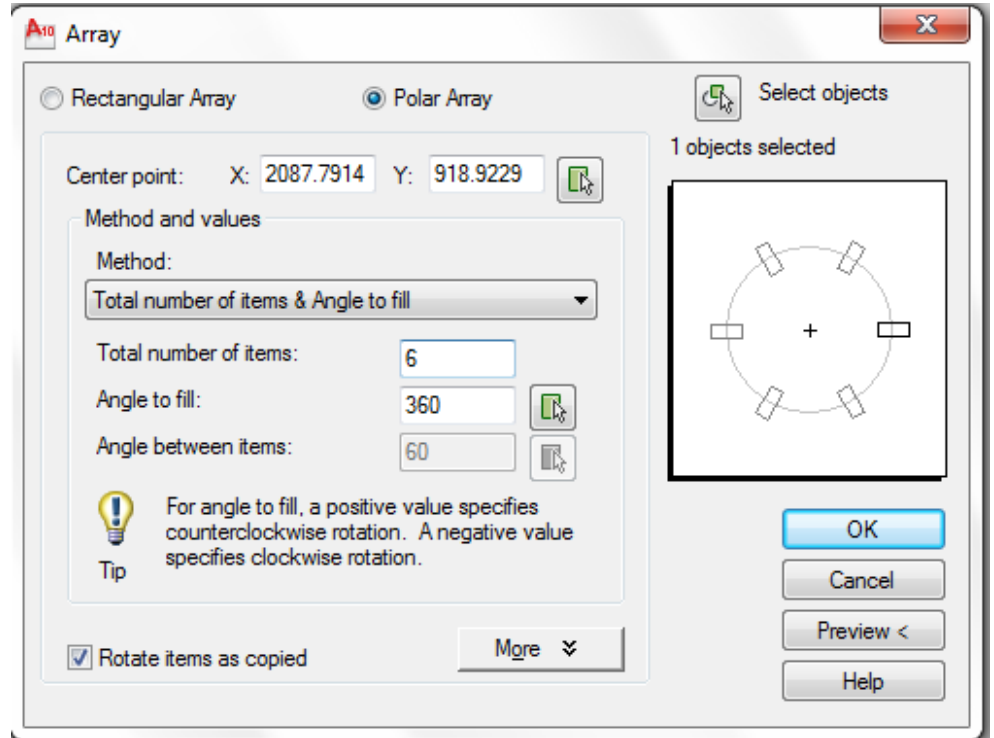 A10 Array
X
Rectangular Array Polar Array Select objects
1 objects selected
Center point: X: 2087.7914 Y: 918.9229
Method and values
Method:
Total number of items & Angle to fill
Total number of items: 6
Angle to fill: 360
Angle between items: 60
For angle to fill, a positive value specifies
counterclockwise rotation. A negative value
specifies clockwise rotation.
Tip
Rotate items as copied
More
OK
Cancel
Preview <
Help